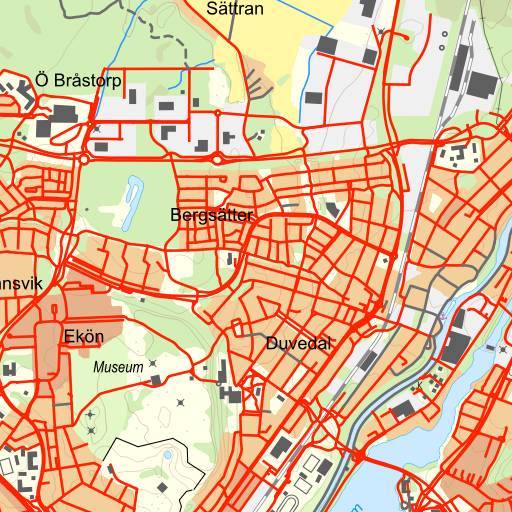 Sättran
Ö Bråstorp
Bergsätter
nsvik
Ekön
Duvedal
Museum